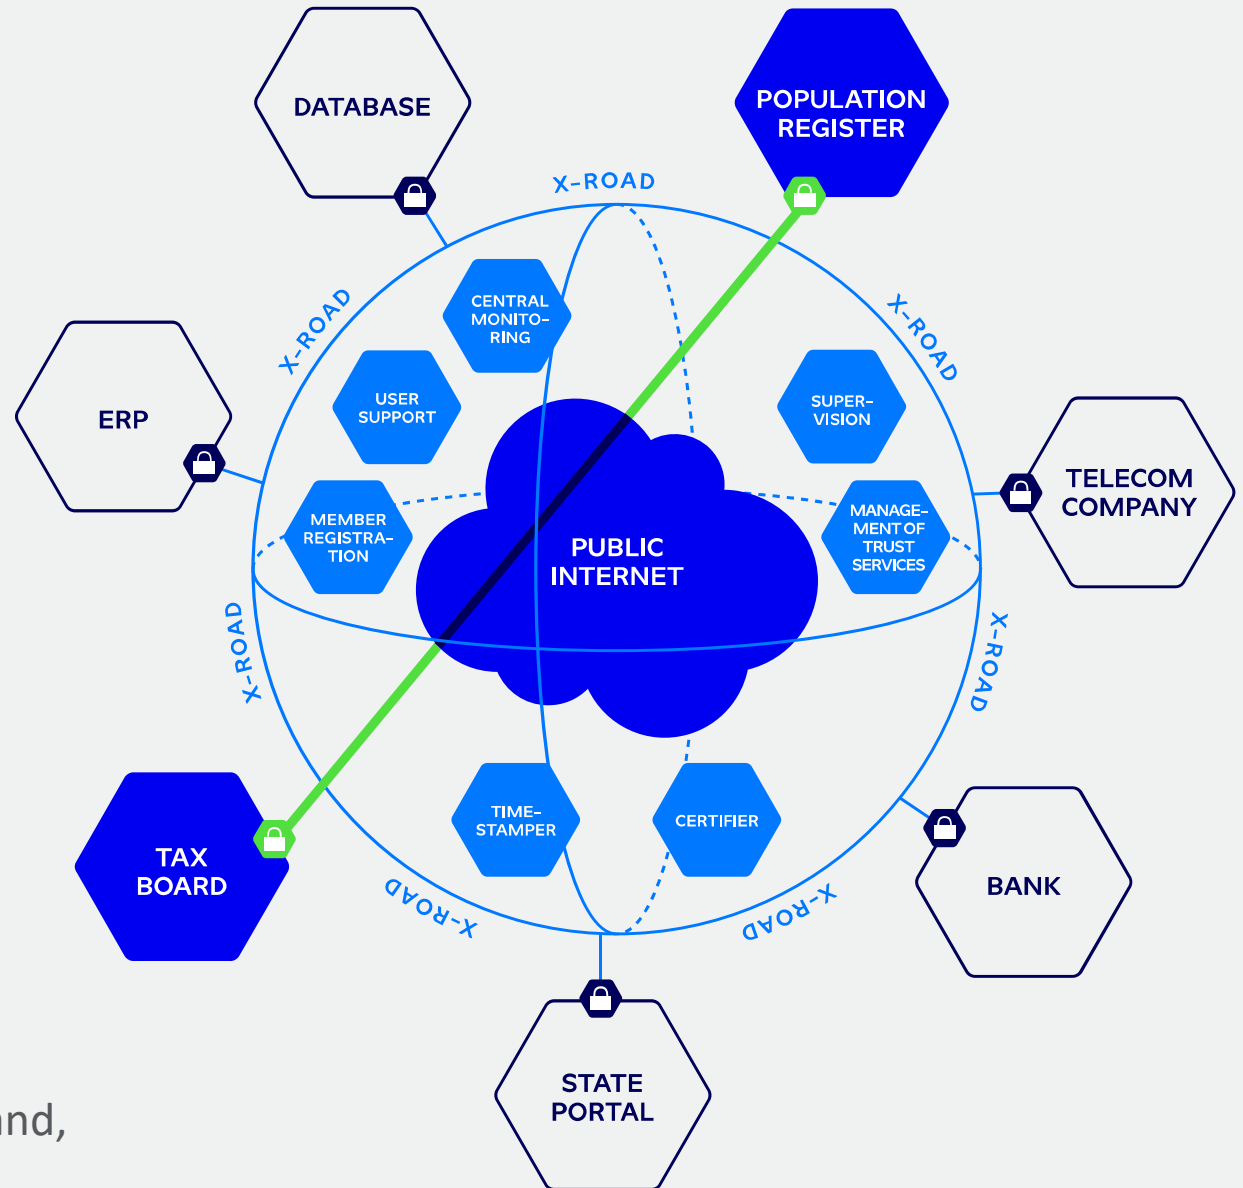 DATABASE
POPULATION
REGISTER
X-ROAD
CENTRAL
MONITO-
RING
X-ROAD
X-ROAD
USER
SUPPORT
SUPER-
VISION
ERP
TELECOM
COMPANY
MEMBER
REGISTRA-
TION
PUBLIC
INTERNET
MANAGE-
MENT OF
TRUST
SERVICES
X-ROAD
X-ROAD
TIME-
STAMPER
CERTIFIER
TAX
BOARD
X-ROAD
X-ROAD
BANK
STATE
PORTAL